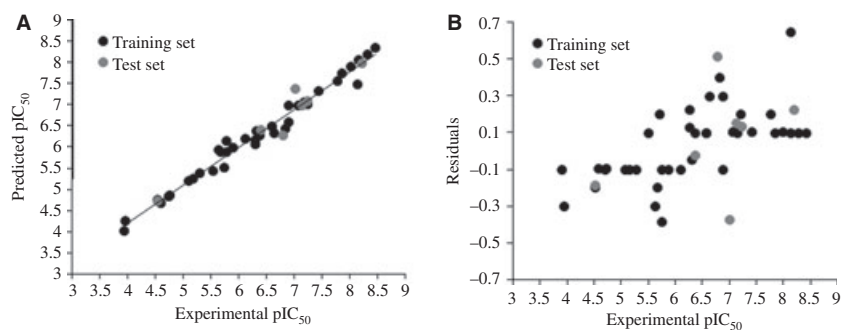 A
Training set
Test set
Predicted pIC50
9
8.5
8
7.5
7
6.5
6
5.5
5
4.5
4
3.5
3
3 3.5 4 4.5 5 5.5 6 6.5 7 7.5 8 8.5 9
Experimental pIC50
B
Training set
Test set
Residuals
0.7
0.5
0.3
0.1
−0.1
−0.3
−0.5
−0.7
3 3.5 4 4.5 5 5.5 6 6.5 7 7.5 8 8.5 9
Experimental pIC50